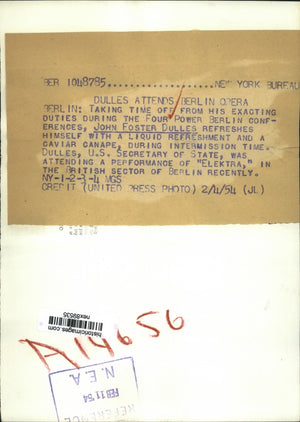 BER 1048785....................NEW YORK BUREAU
DULLES ATTENDS BERLIN OPERA
BERLIN: TAKING TIME OFF FROM HIS EXACTING
DUTIES DURING THE FOUR POWER BERLIN CONF-
ERENCES, JOHN FOSTER DULLES REFRESHES
HIMSELF WITH A LIQUID REFRESHMENT AND A
CAVIAR CANAPE, DURING INTERMISSION TIME.
DULLES, U.S. SECRETARY OF STATE, WAS
ATTENDING A PERFORMANCE OF "ELEKTRA," IN
THE BRITISH SECTOR OF BERLIN RECENTLY.
NY-1-2-3-4 MGS
CREDIT (UNITED PRESS PHOTO) 2/4/54 (JL)
historicimages.com
nex89535
A14656
REFERENCE
FEB 11 '54
N.E.A.